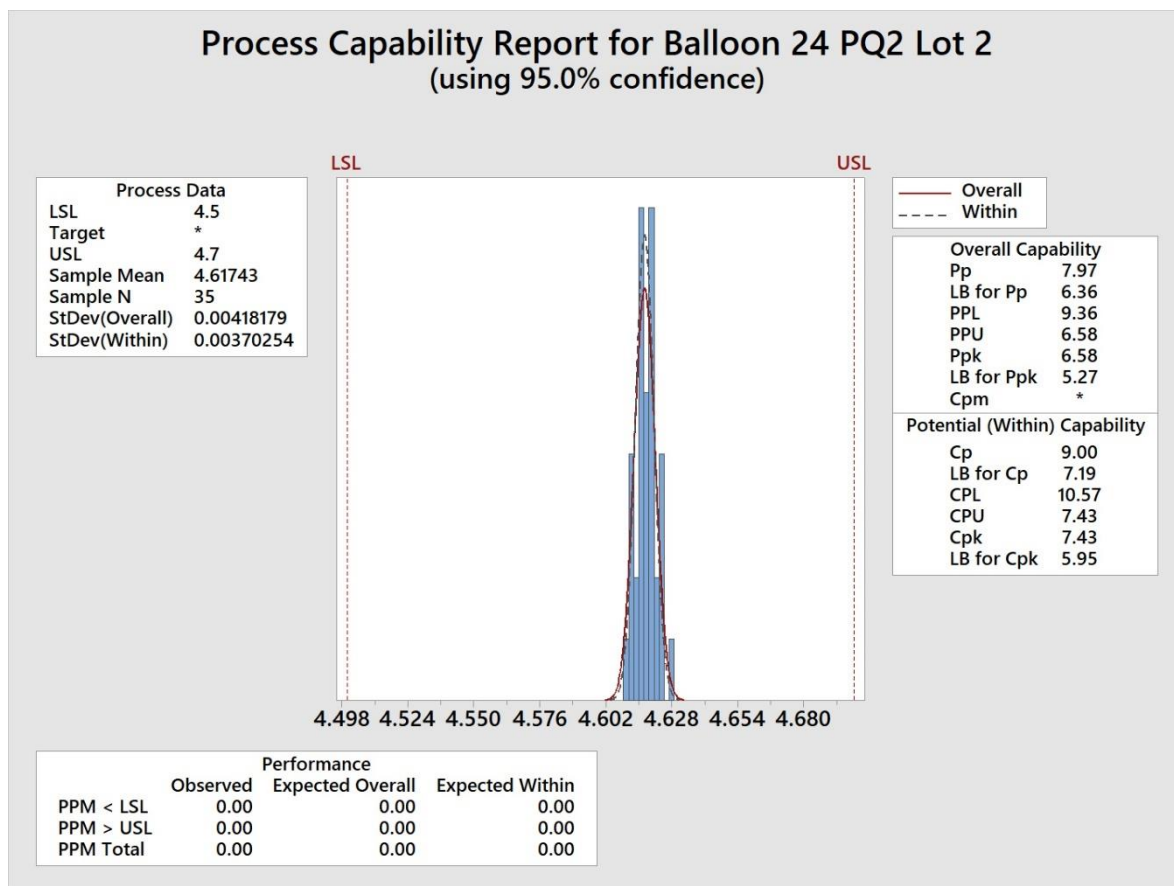 Process Capability Report for Balloon 24 PQ2 Lot 2
(using 95.0% confidence)
LSL
USL
Process Data
LSL 4.5
Target *
USL 4.7
Sample Mean 4.61743
Sample N 35
StDev(Overall) 0.00418179
StDev(Within) 0.00370254
Overall
Within
Overall Capability
Pp 7.97
LB for Pp 6.36
PPL 9.36
PPU 6.58
Ppk 6.58
LB for Ppk 5.27
Cpm *
Potential (Within) Capability
Cp 9.00
LB for Cp 7.19
CPL 10.57
CPU 7.43
Cpk 7.43
LB for Cpk 5.95
4.498 4.524 4.550 4.576 4.602 4.628 4.654 4.680
Performance
Observed Expected Overall Expected Within
PPM < LSL 0.00 0.00 0.00
PPM > USL 0.00 0.00 0.00
PPM Total 0.00 0.00 0.00